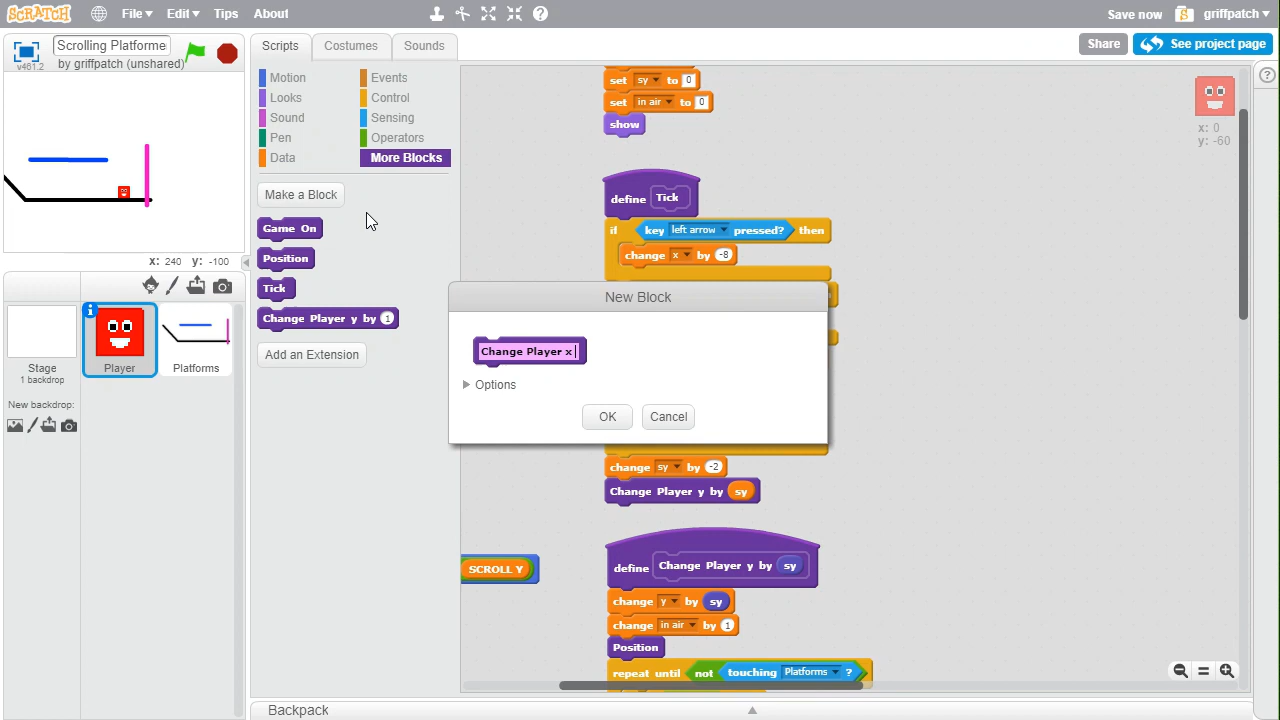 SCRATCH File Edit Tips About Save now griffpatch
Scrolling Platforme
v461.2 by griffpatch (unshared)
Scripts Costumes Sounds
Share See project page
Motion Events
Looks Control
Sound Sensing
Pen Operators
Data More Blocks
Make a Block
Game On
Position
Tick
Change Player y by 1
Add an Extension
x: 240 y: -100
Stage
1 backdrop
Player
Platforms
New backdrop:
set sy to 0
set in air to 0
show
x: 0
y: -60
define Tick
if key left arrow pressed? then
change x by -8
New Block
Change Player x
Options
OK Cancel
change sy by -2
Change Player y by sy
SCROLL Y
define Change Player y by sy
change y by sy
change in air by 1
Position
repeat until not touching Platforms ?
Backpack